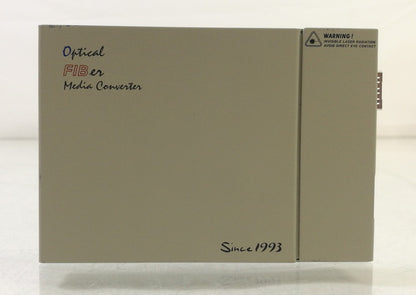 Optical
FIBer
Media Converter
WARNING!
INVISIBLE LASER RADIATION
AVOID DIRECT EYE CONTACT
Since 1993